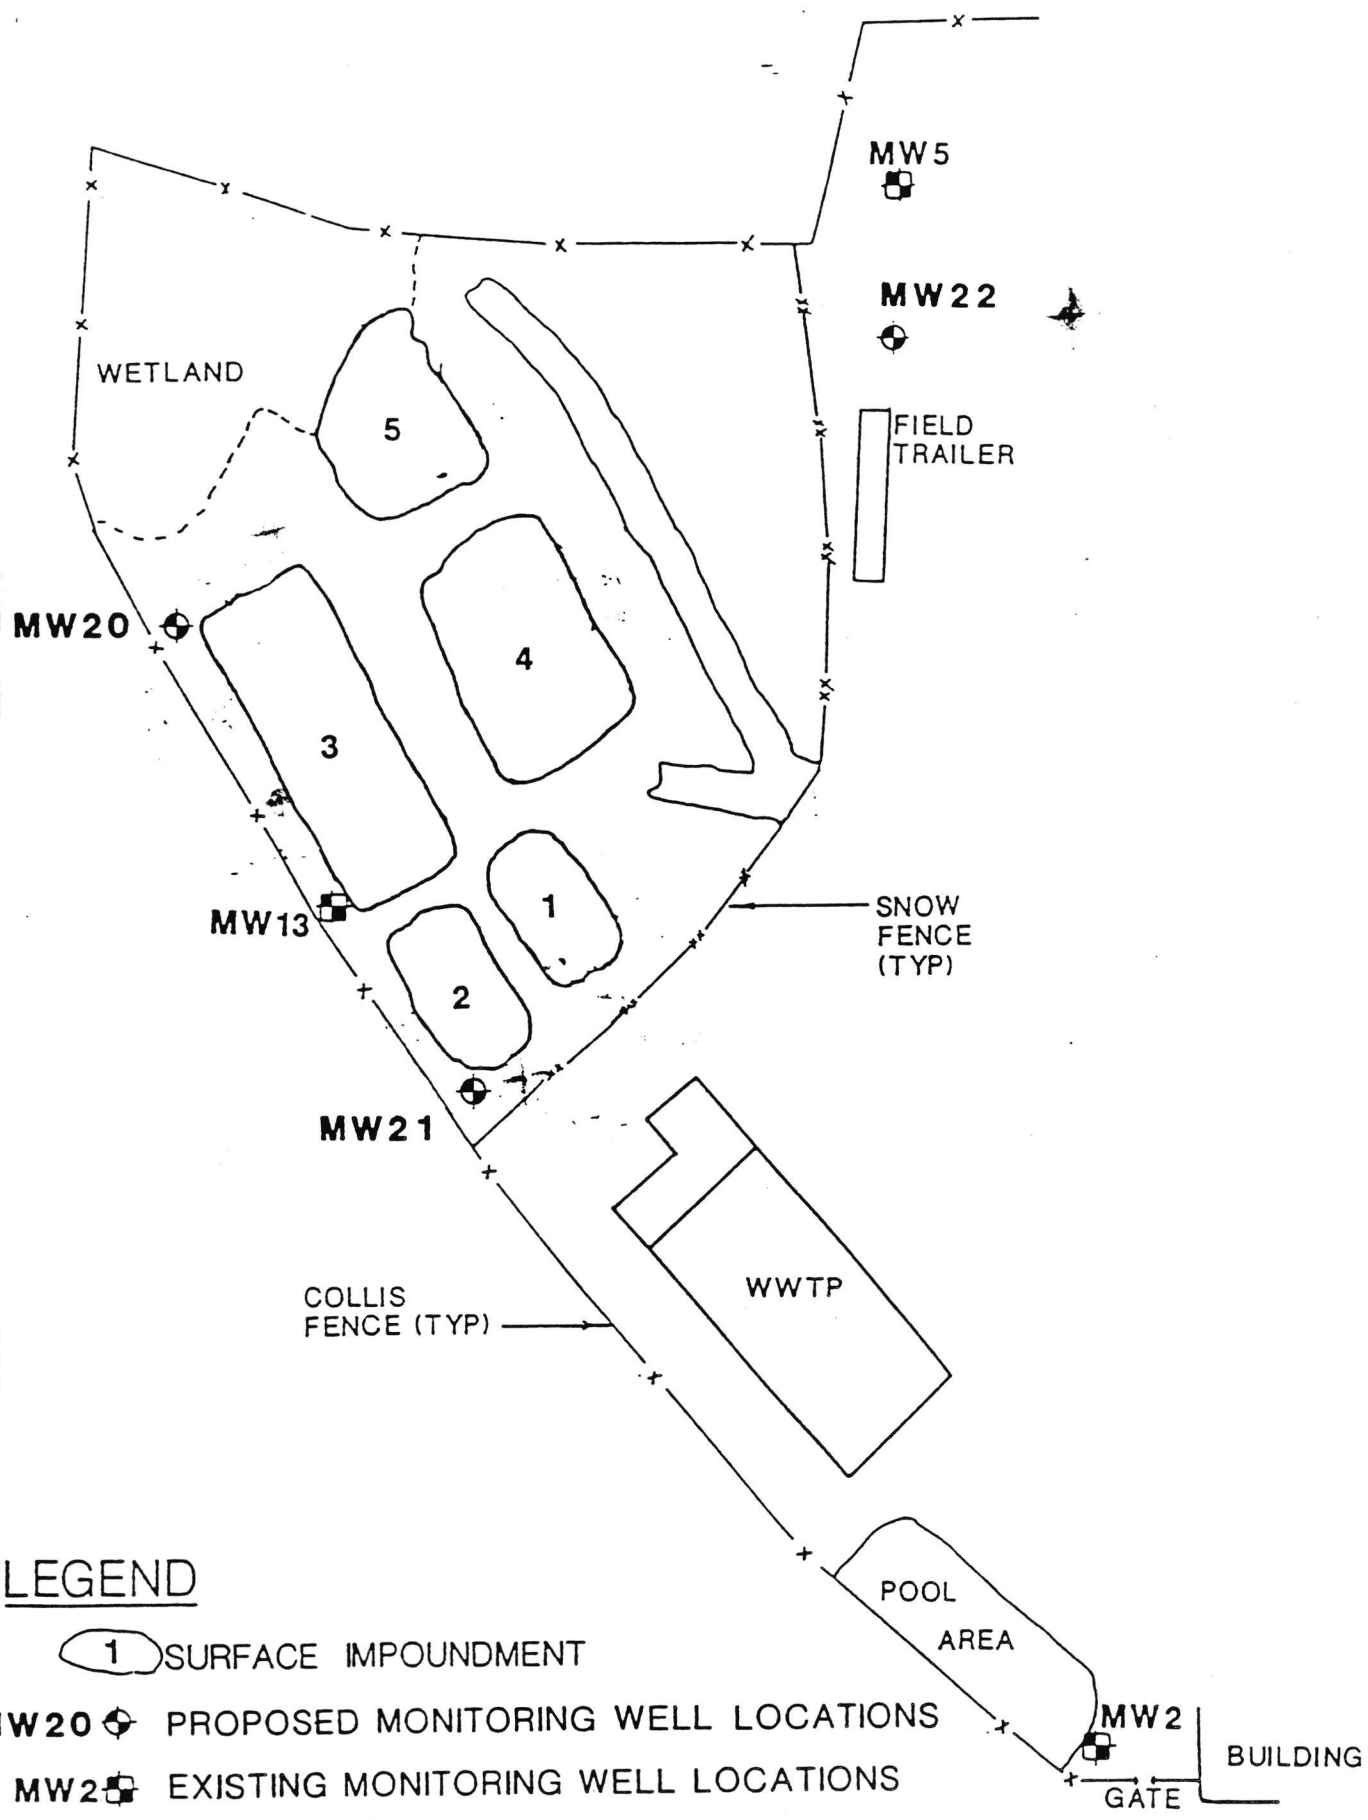 MW5
MW22
WETLAND
5
FIELD
TRAILER
MW20
4
3
1
MW13
SNOW
FENCE
(TYP)
2
MW21
COLLIS
FENCE (TYP)
WWTP
POOL
AREA
MW2
BUILDING
GATE
LEGEND
1 SURFACE IMPOUNDMENT
W20 PROPOSED MONITORING WELL LOCATIONS
MW2 EXISTING MONITORING WELL LOCATIONS